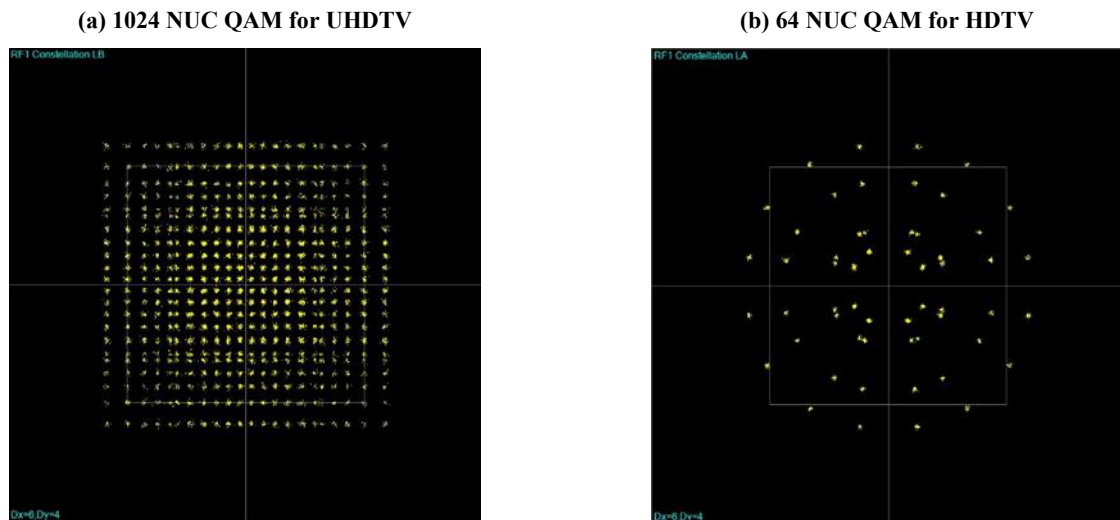 (a) 1024 NUC QAM for UHDTV
(b) 64 NUC QAM for HDTV
RF1 Constellation LB
RF1 Constellation LA
Dx=6,Dy=4
Dx=6,Dy=4